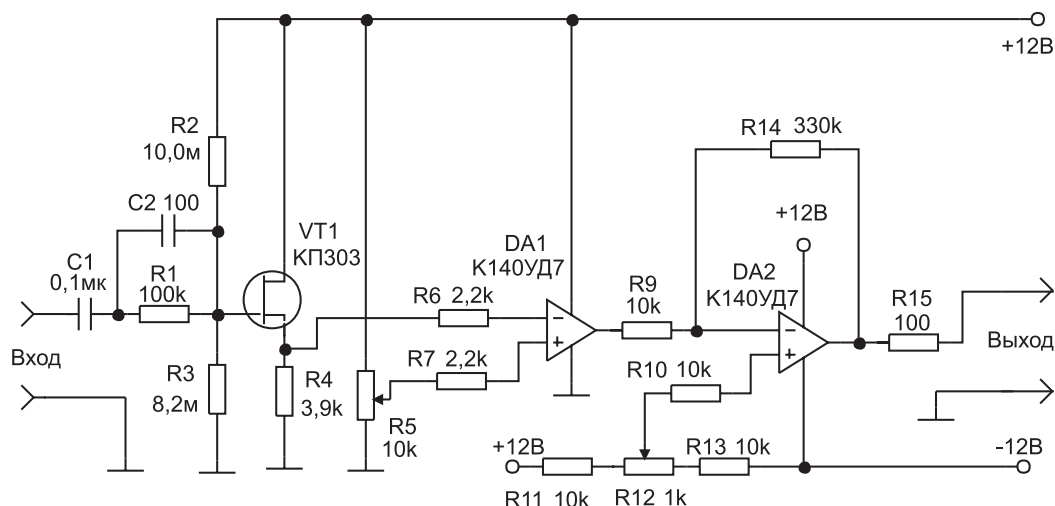 +12В
R14 330k
R2
10,0м
C2 100
+12В
VT1
КП303
DA1
К140УД7
DA2
К140УД7
C1
0,1мк
R1
100k
R9
10k
R15
100
R6 2,2k
Вход
Выход
R7 2,2k
R10 10k
R3
8,2м
R4
3,9k
R5
10k
+12В
R13 10k
-12В
R11 10k
R12 1k